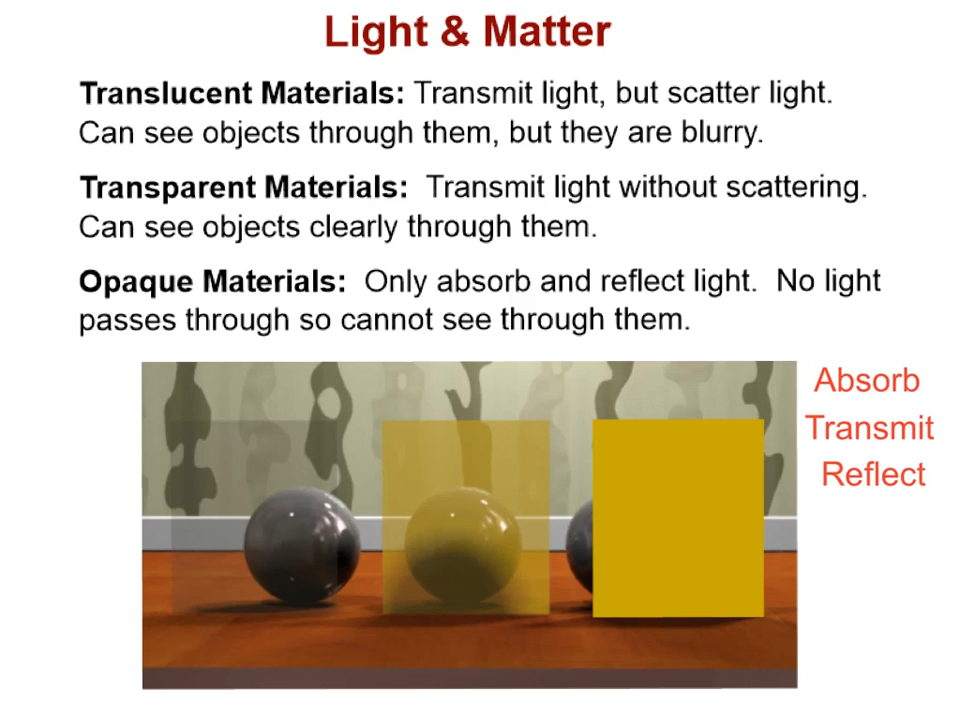 Light & Matter
Translucent Materials: Transmit light, but scatter light.
Can see objects through them, but they are blurry.
Transparent Materials:  Transmit light without scattering.
Can see objects clearly through them.
Opaque Materials:  Only absorb and reflect light.  No light
passes through so cannot see through them.
Absorb
Transmit
Reflect